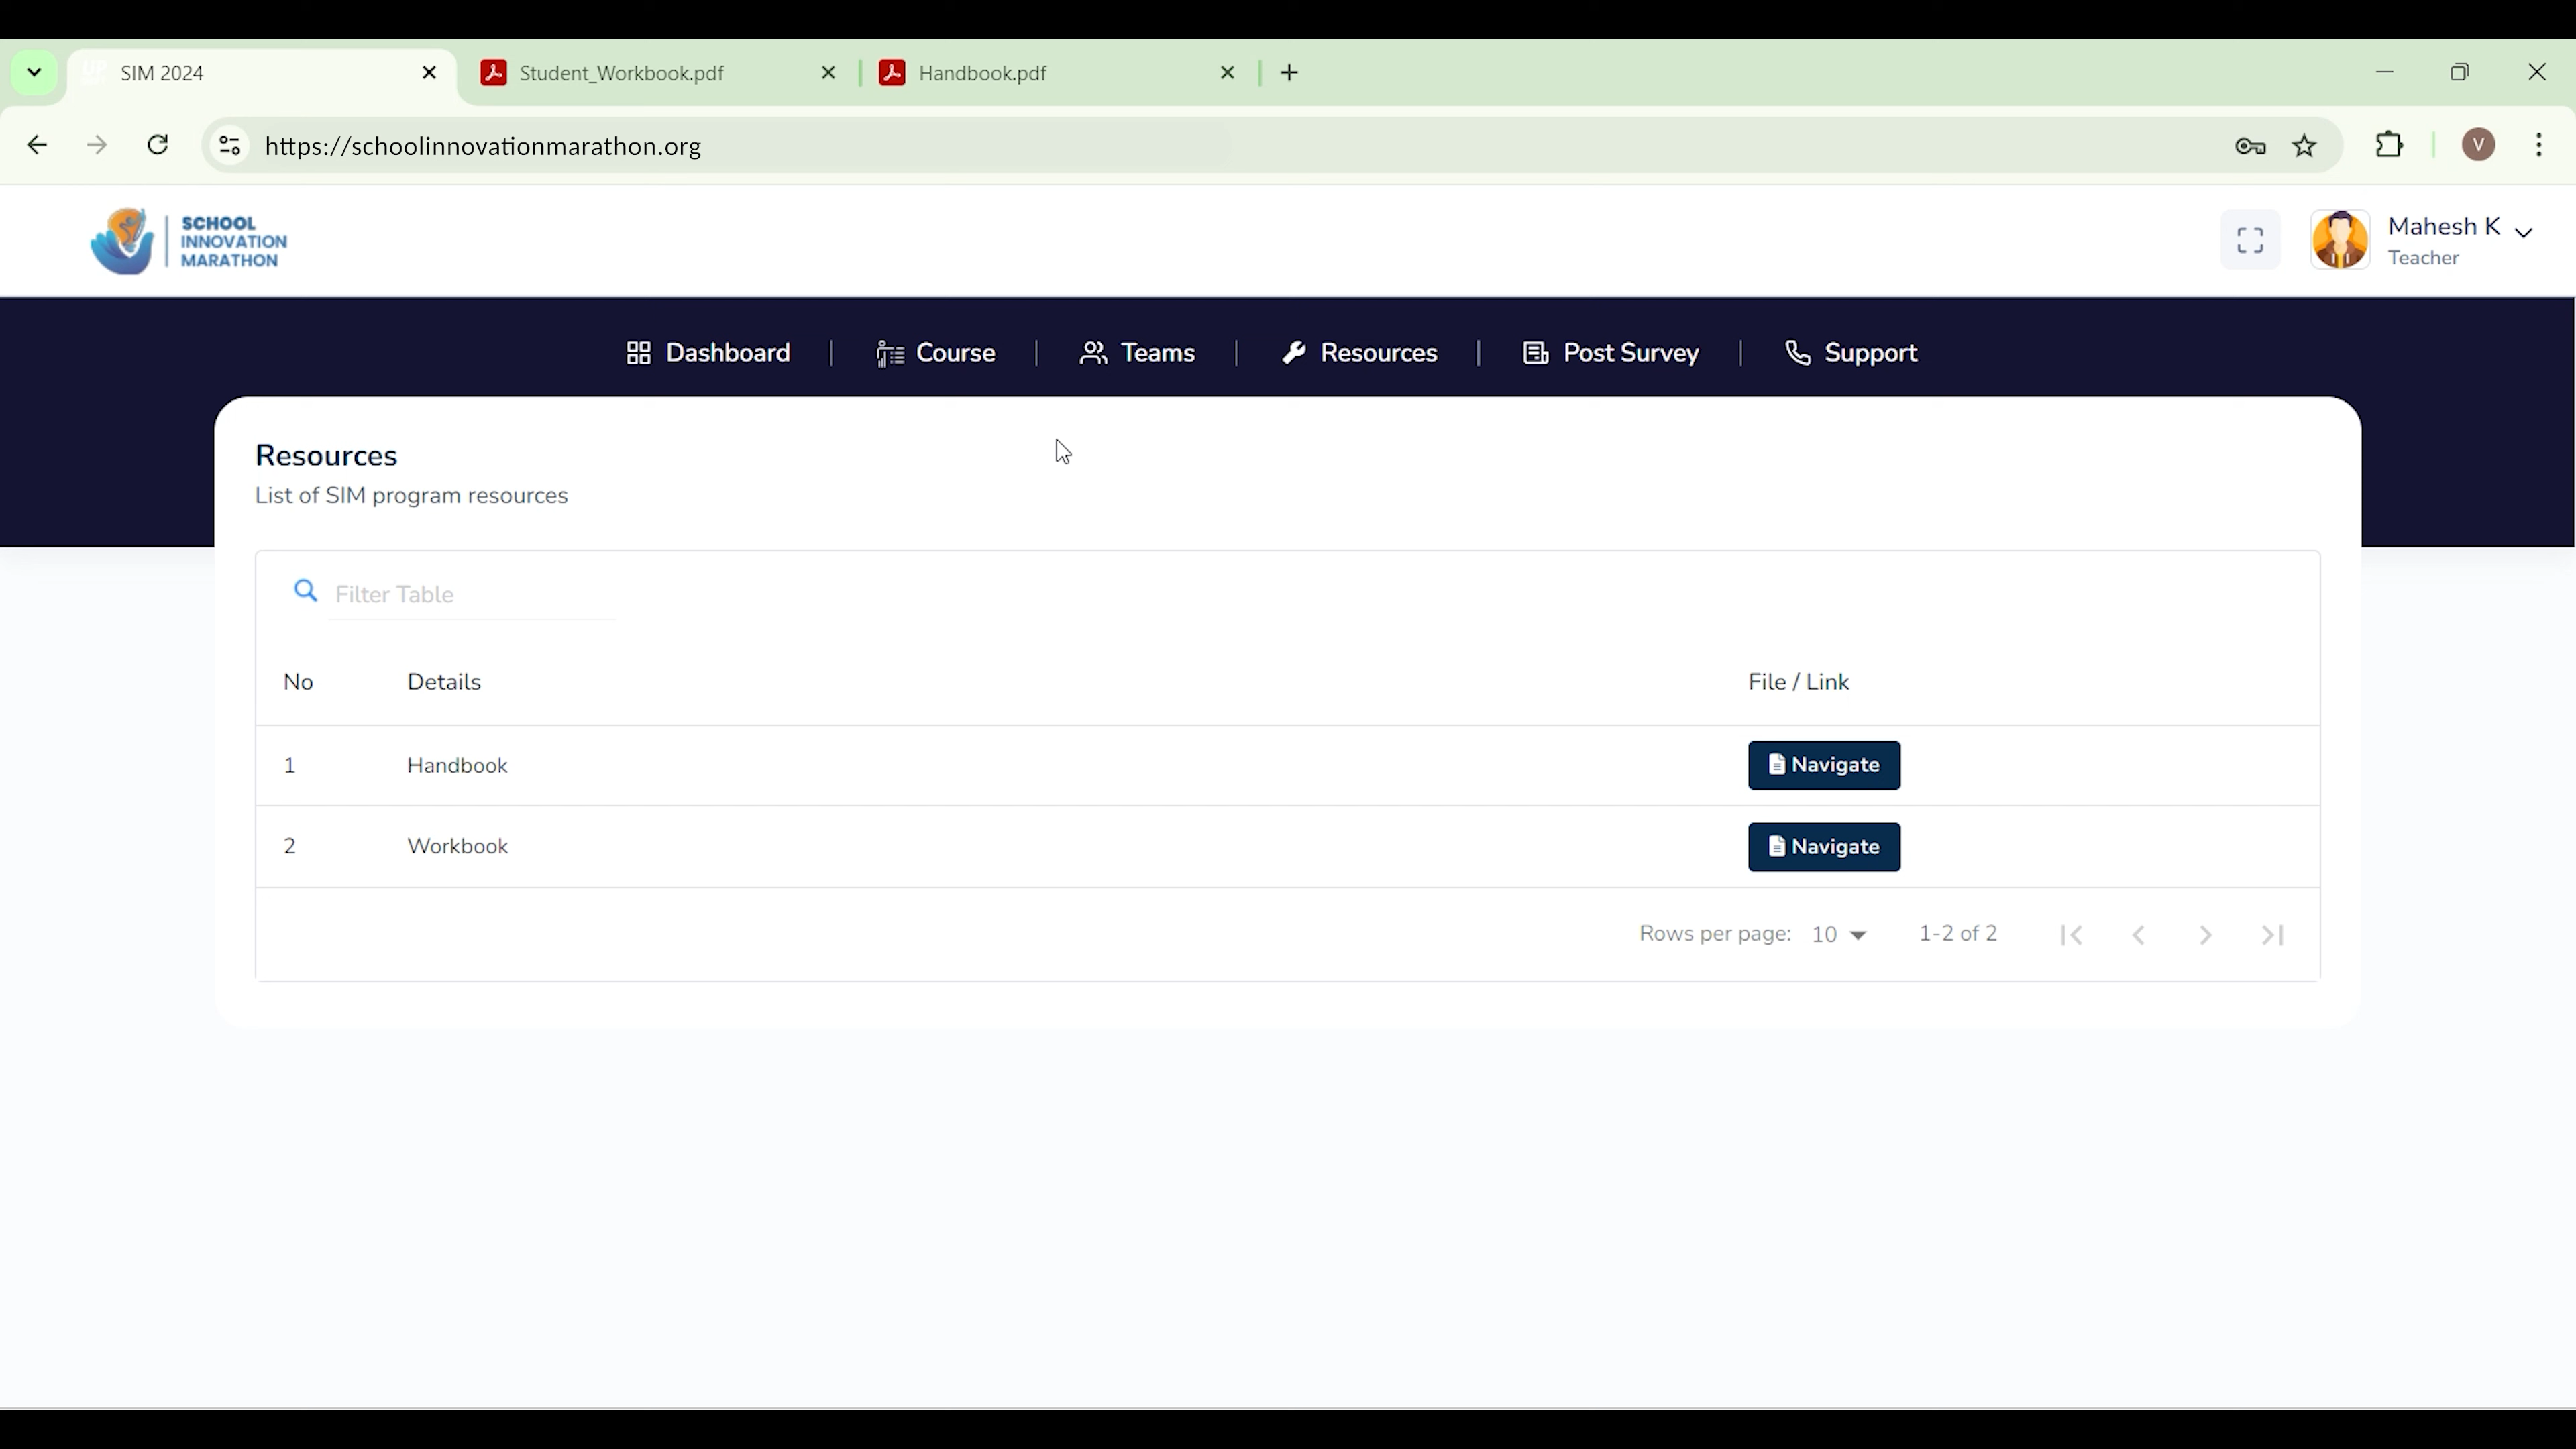 SIM 2024
Student_Workbook.pdf
Handbook.pdf
https://schoolinnovationmarathon.org
V
SCHOOL
INNOVATION
MARATHON
Mahesh K
Teacher
Dashboard
Course
Teams
Resources
Post Survey
Support
Resources
List of SIM program resources
Filter Table
No Details File / Link
1 Handbook Navigate
2 Workbook Navigate
Rows per page: 10 1-2 of 2